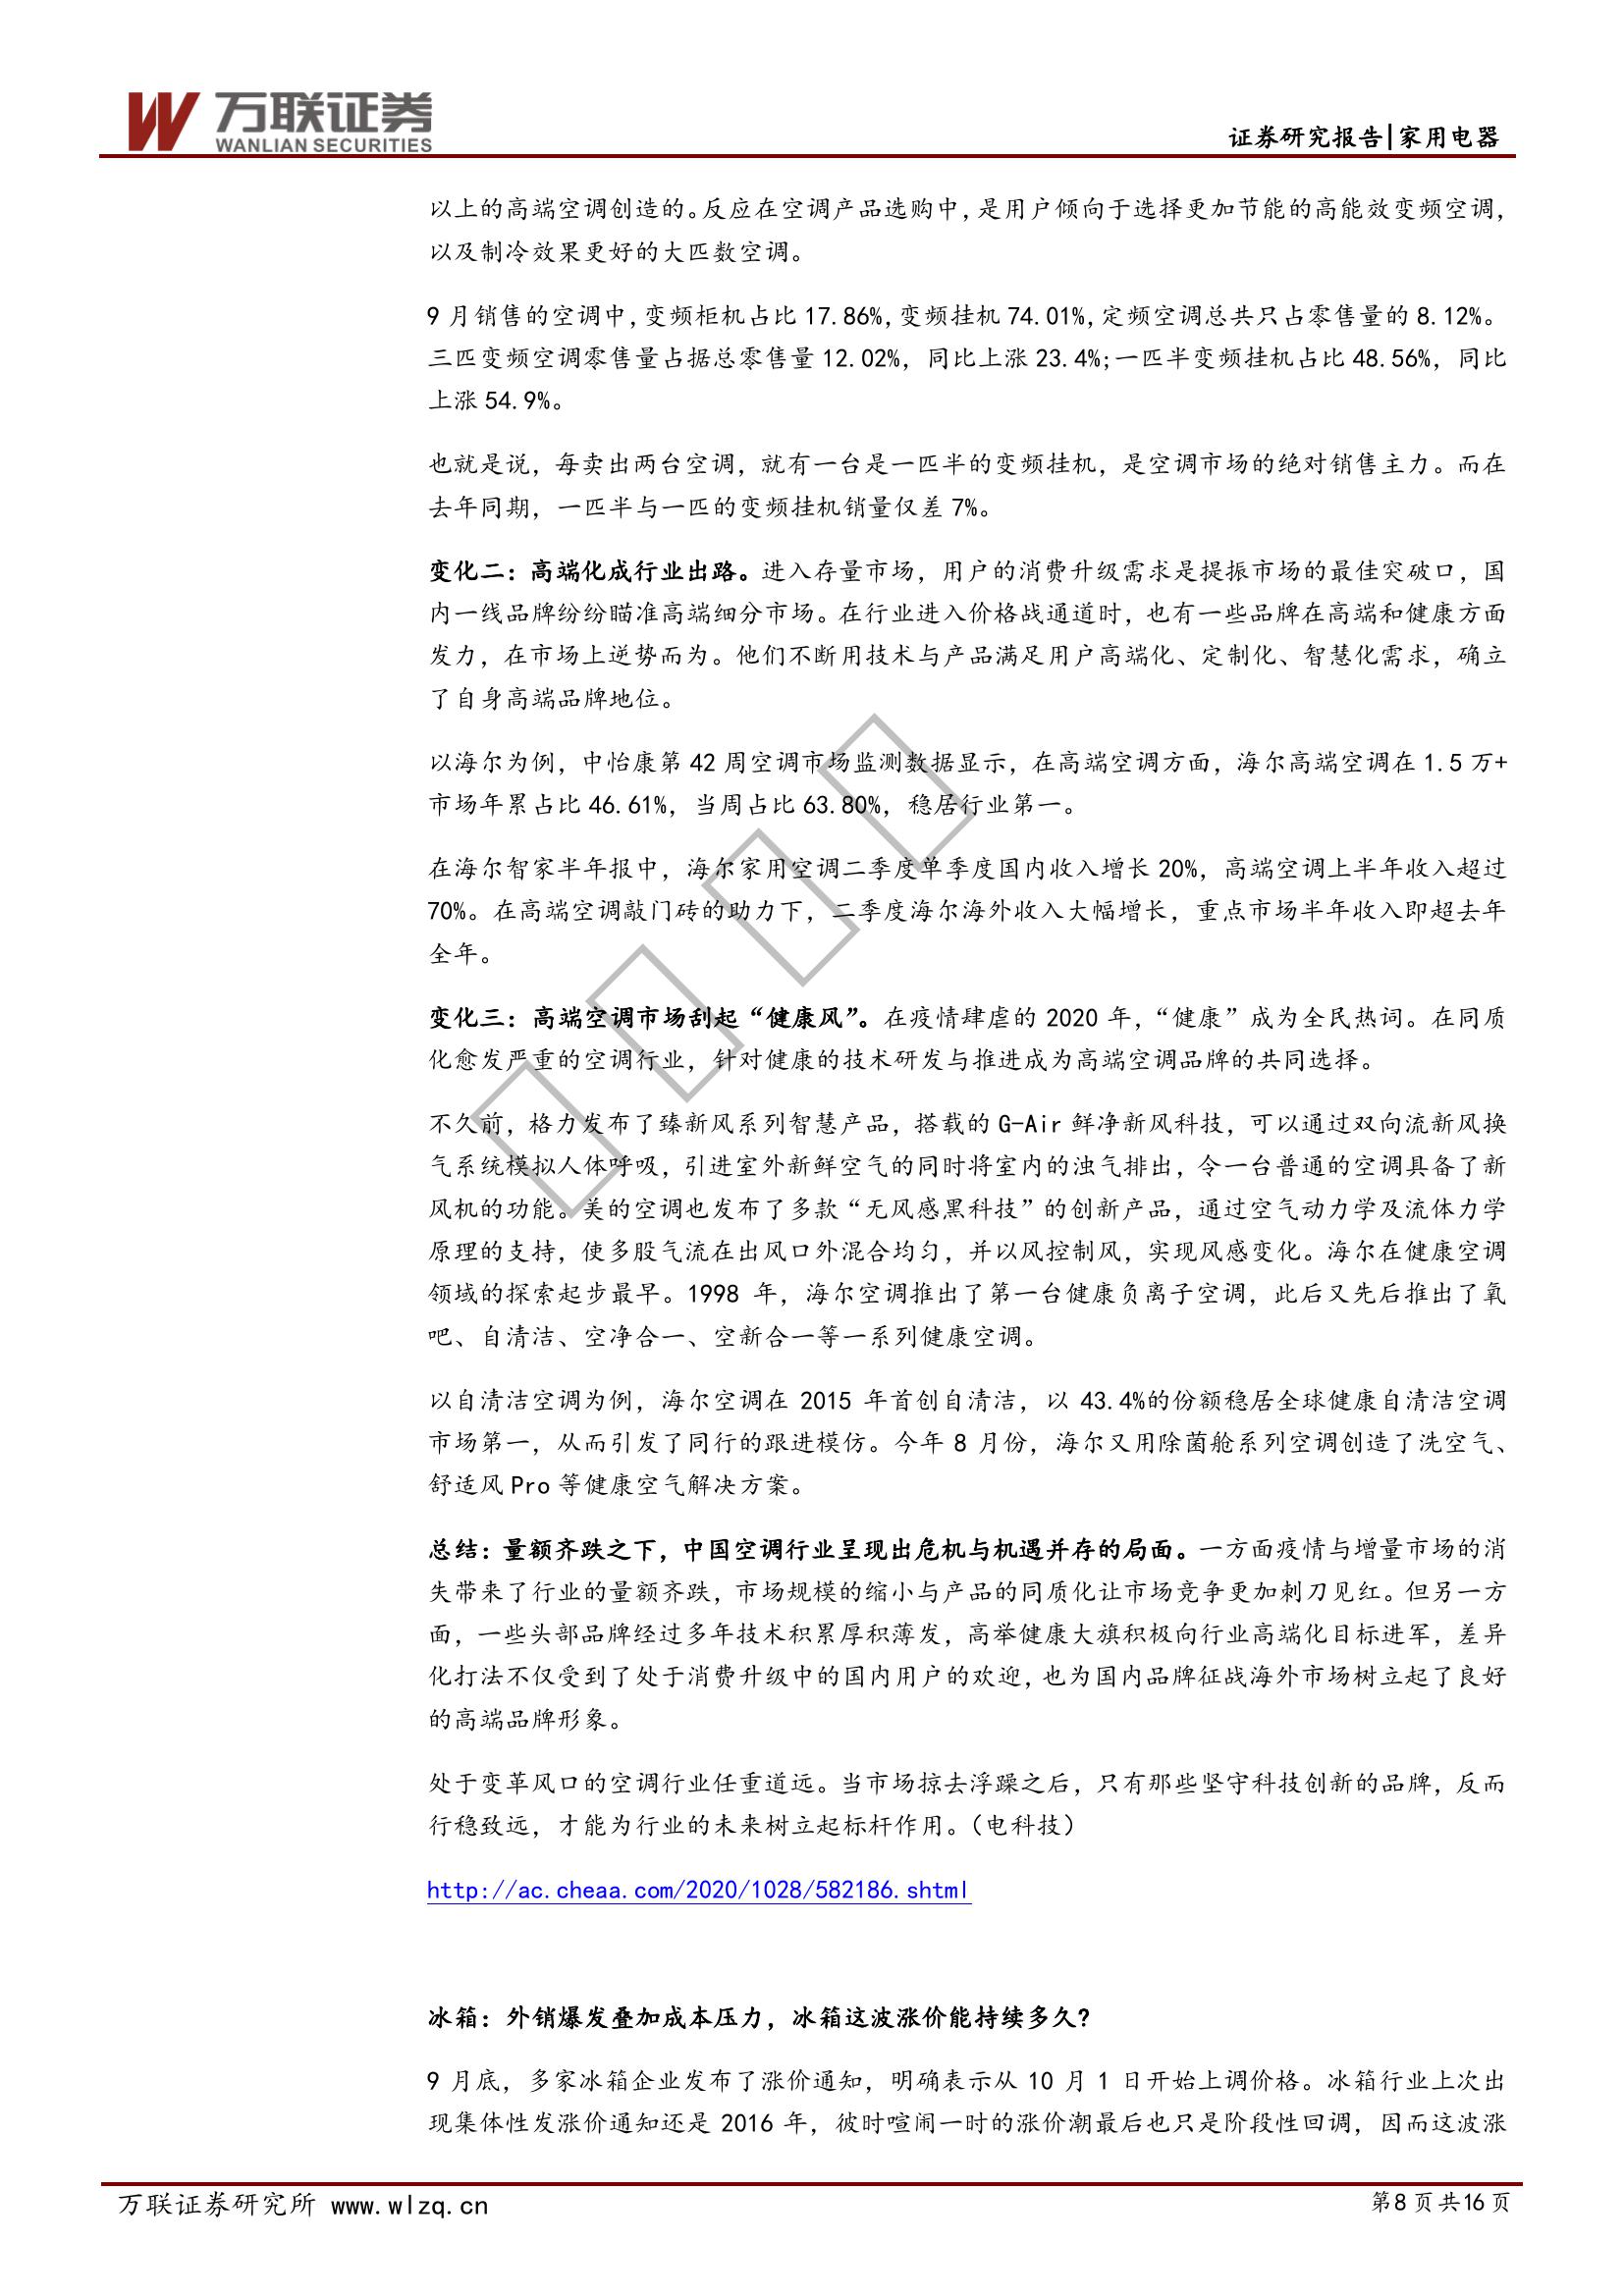 万联证券
WANLIAN SECURITIES
证券研究报告|家用电器
以上的高端空调创造的。反应在空调产品选购中,是用户倾向于选择更加节能的高能效变频空调,
以及制冷效果更好的大匹数空调。
9 月销售的空调中,变频柜机占比 17.86%,变频挂机 74.01%,定频空调总共只占零售量的 8.12%。
三匹变频空调零售量占据总零售量 12.02%，同比上涨 23.4%;一匹半变频挂机占比 48.56%，同比
上涨 54.9%。
也就是说，每卖出两台空调，就有一台是一匹半的变频挂机，是空调市场的绝对销售主力。而在
去年同期，一匹半与一匹的变频挂机销量仅差 7%。
变化二：高端化成行业出路。进入存量市场，用户的消费升级需求是提振市场的最佳突破口，国
内一线品牌纷纷瞄准高端细分市场。在行业进入价格战通道时，也有一些品牌在高端和健康方面
发力，在市场上逆势而为。他们不断用技术与产品满足用户高端化、定制化、智慧化需求，确立
了自身高端品牌地位。
以海尔为例，中怡康第 42 周空调市场监测数据显示，在高端空调方面，海尔高端空调在 1.5 万+
市场年累占比 46.61%，当周占比 63.80%，稳居行业第一。
在海尔智家半年报中，海尔家用空调二季度单季度国内收入增长 20%，高端空调上半年收入超过
70%。在高端空调敲门砖的助力下，二季度海尔海外收入大幅增长，重点市场半年收入即超去年
全年。
变化三：高端空调市场刮起“健康风”。在疫情肆虐的 2020 年，“健康”成为全民热词。在同质
化愈发严重的空调行业，针对健康的技术研发与推进成为高端空调品牌的共同选择。
不久前，格力发布了臻新风系列智慧产品，搭载的 G-Air 鲜净新风科技，可以通过双向流新风换
气系统模拟人体呼吸，引进室外新鲜空气的同时将室内的浊气排出，令一台普通的空调具备了新
风机的功能。美的空调也发布了多款“无风感黑科技”的创新产品，通过空气动力学及流体力学
原理的支持，使多股气流在出风口外混合均匀，并以风控制风，实现风感变化。海尔在健康空调
领域的探索起步最早。1998 年，海尔空调推出了第一台健康负离子空调，此后又先后推出了氧
吧、自清洁、空净合一、空新合一等一系列健康空调。
以自清洁空调为例，海尔空调在 2015 年首创自清洁，以 43.4%的份额稳居全球健康自清洁空调
市场第一，从而引发了同行的跟进模仿。今年 8 月份，海尔又用除菌舱系列空调创造了洗空气、
舒适风 Pro 等健康空气解决方案。
总结：量额齐跌之下，中国空调行业呈现出危机与机遇并存的局面。一方面疫情与增量市场的消
失带来了行业的量额齐跌，市场规模的缩小与产品的同质化让市场竞争更加刺刀见红。但另一方
面，一些头部品牌经过多年技术积累厚积薄发，高举健康大旗积极向行业高端化目标进军，差异
化打法不仅受到了处于消费升级中的国内用户的欢迎,也为国内品牌征战海外市场树立起了良好
的高端品牌形象。
处于变革风口的空调行业任重道远。当市场掠去浮躁之后，只有那些坚守科技创新的品牌，反而
行稳致远，才能为行业的未来树立起标杆作用。（电科技）
http://ac.cheaa.com/2020/1028/582186.shtml
冰箱：外销爆发叠加成本压力，冰箱这波涨价能持续多久?
9 月底，多家冰箱企业发布了涨价通知，明确表示从 10 月 1 日开始上调价格。冰箱行业上次出
现集体性发涨价通知还是 2016 年，彼时喧闹一时的涨价潮最后也只是阶段性回调，因而这波涨
万联证券研究所 www.wlzq.cn
第8 页 共16 页